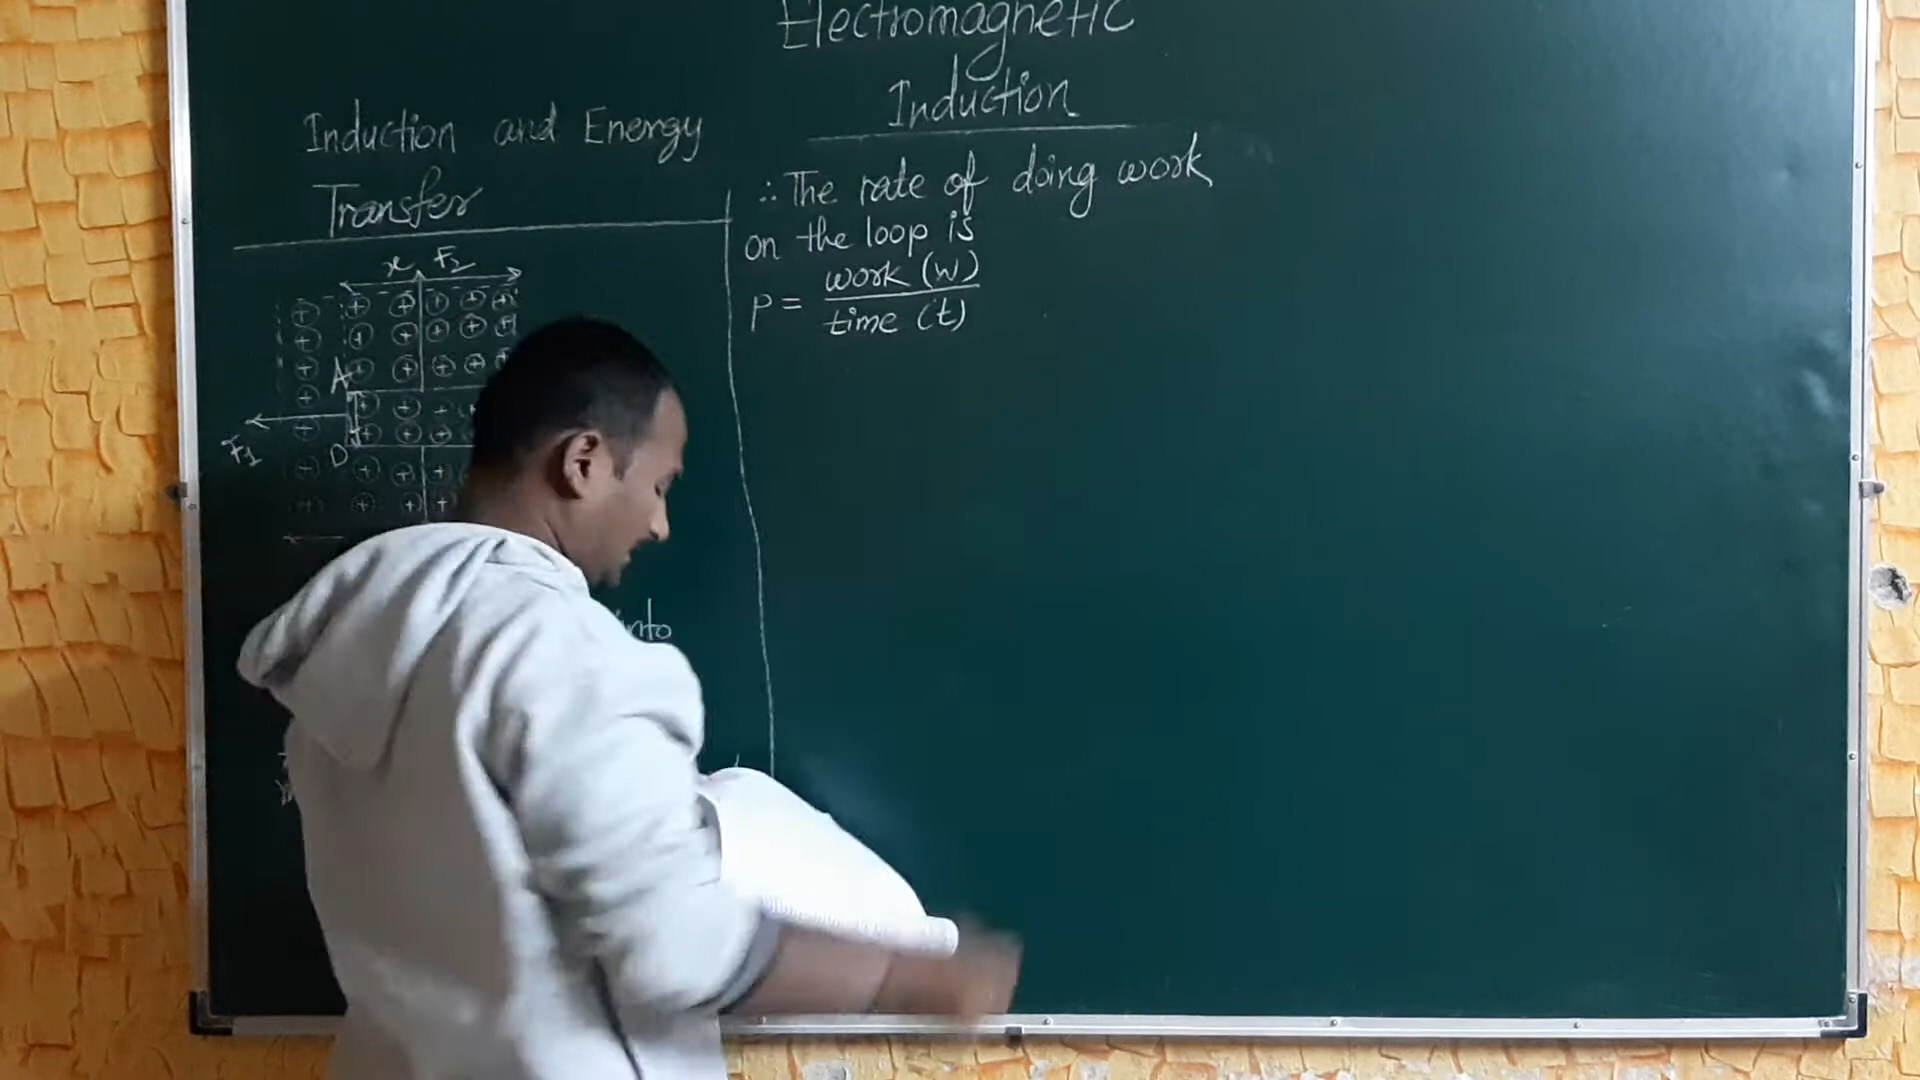 Electromagnetic
Induction
Induction and Energy
Transfer
x F₂
A
F₁
D
into
∴ The rate of doing work
on the loop is
P = work (W)
time (t)